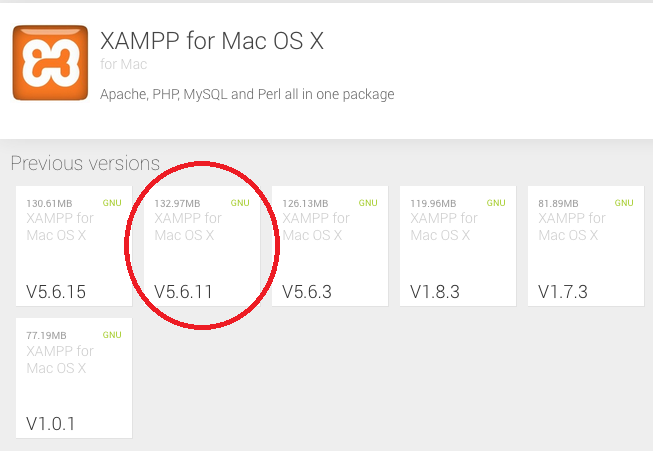 XAMPP for Mac OS X
for Mac
Apache, PHP, MySQL and Perl all in one package
Previous versions
130.61MB GNU
XAMPP for
Mac OS X
V5.6.15
132.97MB GNU
XAMPP for
Mac OS X
V5.6.11
126.13MB GNU
XAMPP for
Mac OS X
V5.6.3
119.96MB GNU
XAMPP for
Mac OS X
V1.8.3
81.89MB GNU
XAMPP for
Mac OS X
V1.7.3
77.19MB GNU
XAMPP for
Mac OS X
V1.0.1